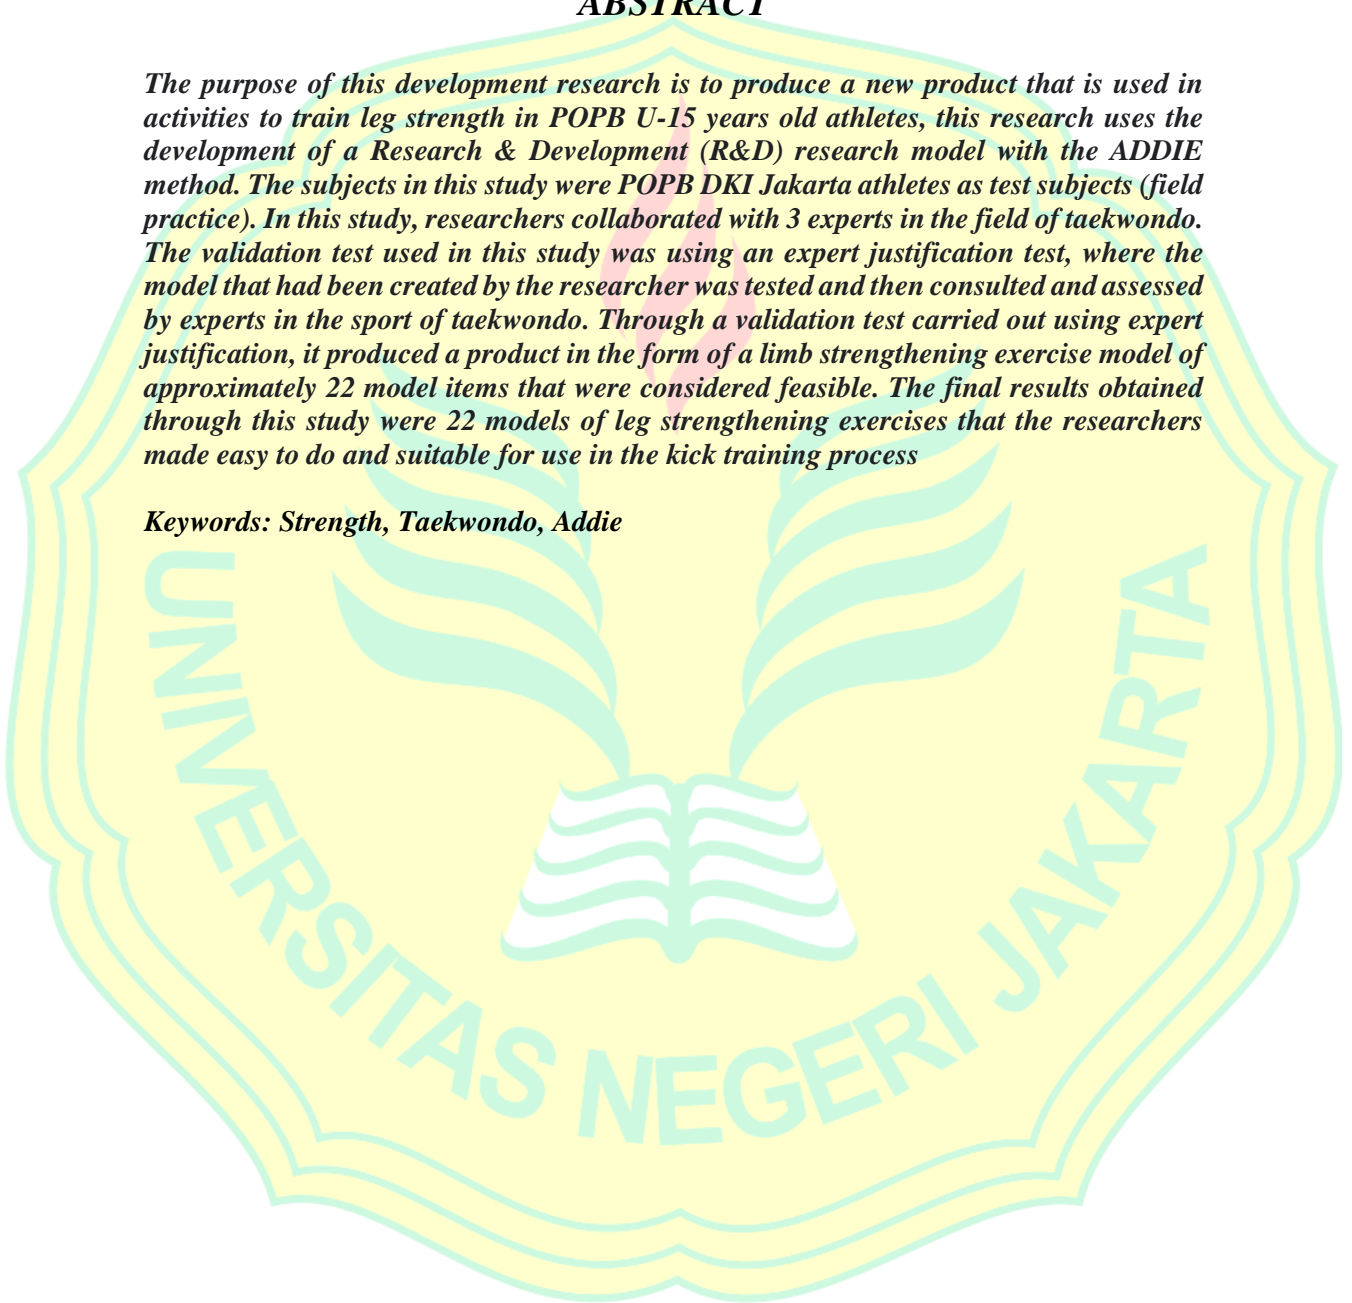 ABSTRACT
The purpose of this development research is to produce a new product that is used in
activities to train leg strength in POPB U-15 years old athletes, this research uses the
development of a Research & Development (R&D) research model with the ADDIE
method. The subjects in this study were POPB DKI Jakarta athletes as test subjects (field
practice). In this study, researchers collaborated with 3 experts in the field of taekwondo.
The validation test used in this study was using an expert justification test, where the
model that had been created by the researcher was tested and then consulted and assessed
by experts in the sport of taekwondo. Through a validation test carried out using expert
justification, it produced a product in the form of a limb strengthening exercise model of
approximately 22 model items that were considered feasible. The final results obtained
through this study were 22 models of leg strengthening exercises that the researchers
made easy to do and suitable for use in the kick training process
Keywords: Strength, Taekwondo, Addie
UNIVERSITAS NEGERI JAKARTA